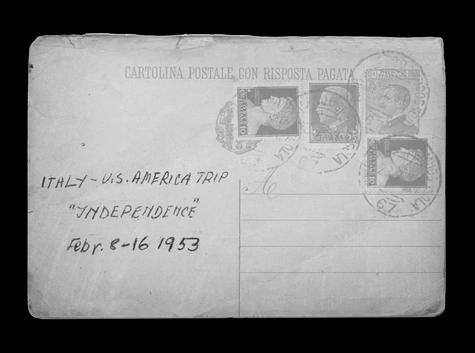 CARTOLINA POSTALE CON RISPOSTA PAGATA
ITALY - U.S. AMERICA TRIP
"INDEPENDENCE"
Febr. 8-16 1953
A